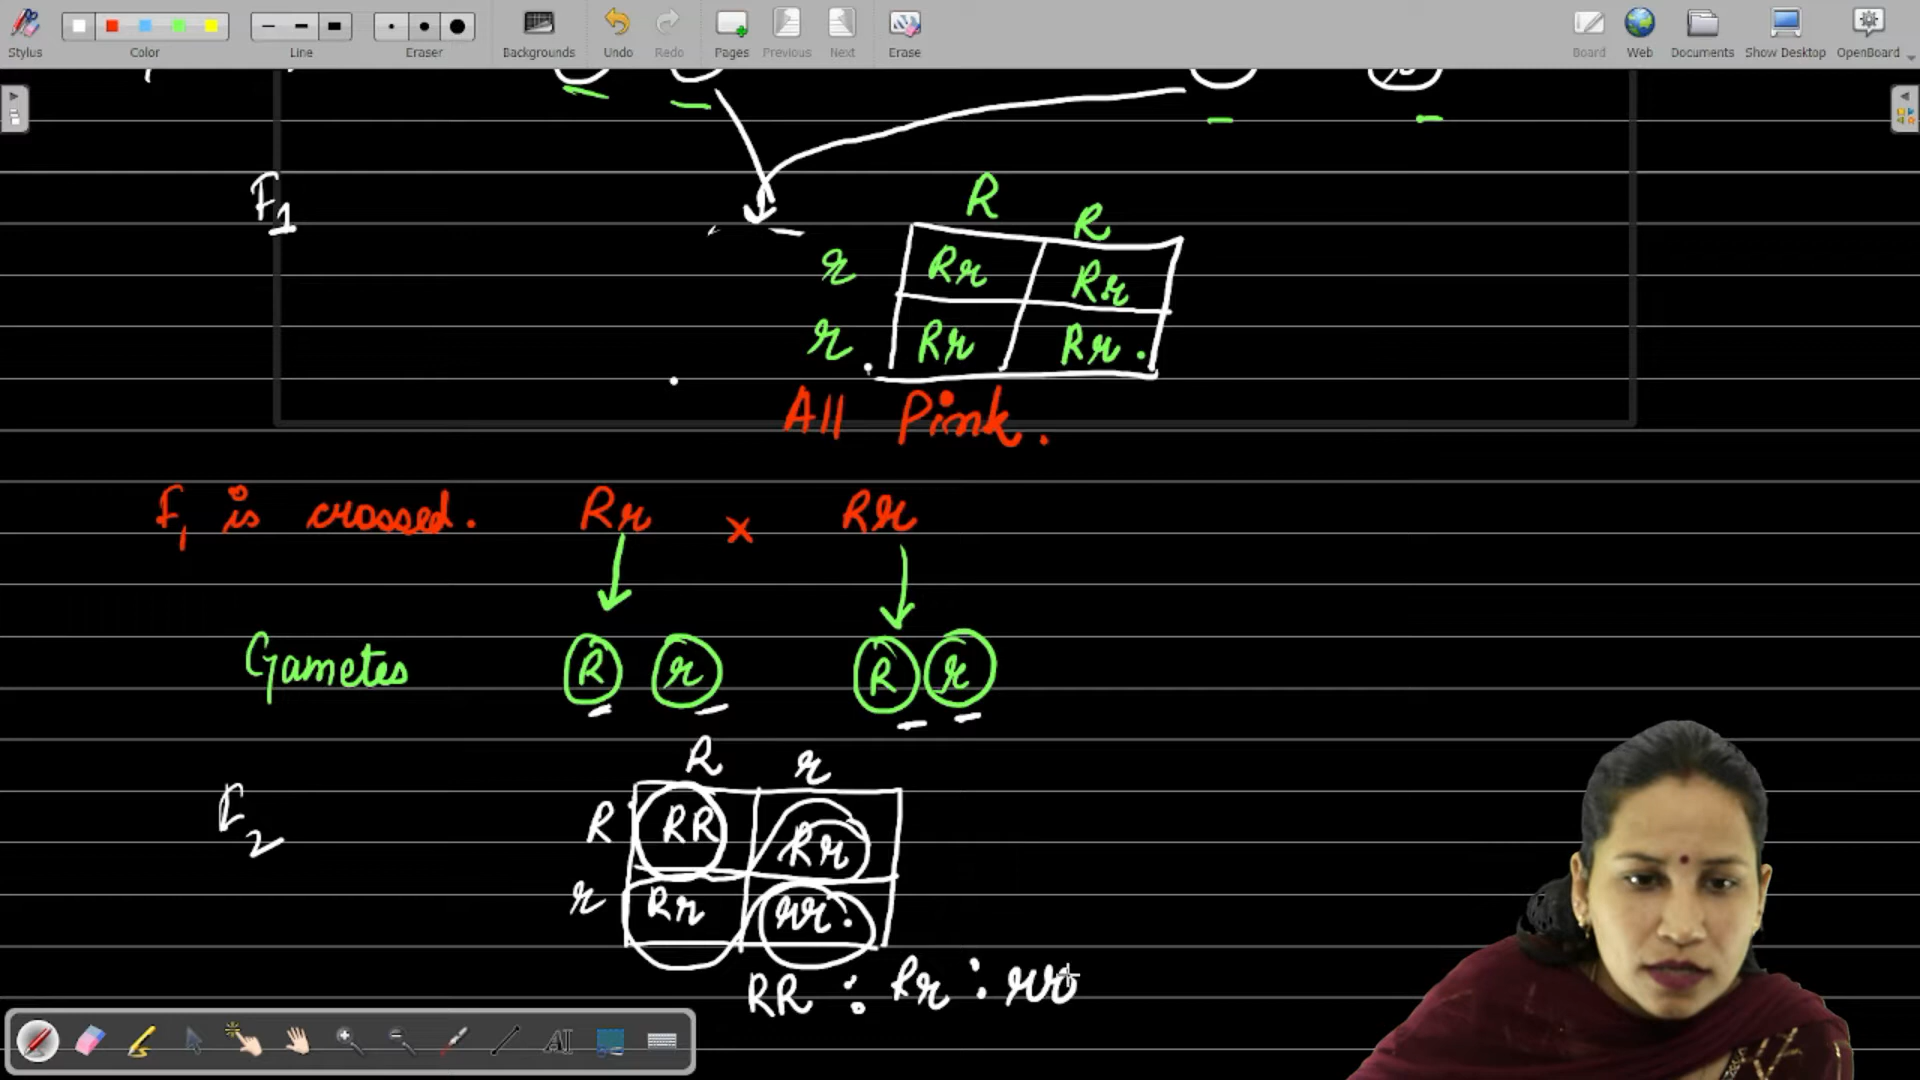 Stylus Color Line Eraser Backgrounds Undo Redo Pages Previous Next Erase Board Web Documents Show Desktop OpenBoard
F1
R R
r Rr Rr
r Rr Rr
All Pink.
F1 is crossed. Rr x Rr
Gametes R r R r
R r
F2
R RR Rr
r Rr rr
RR : Rr : rr
AI